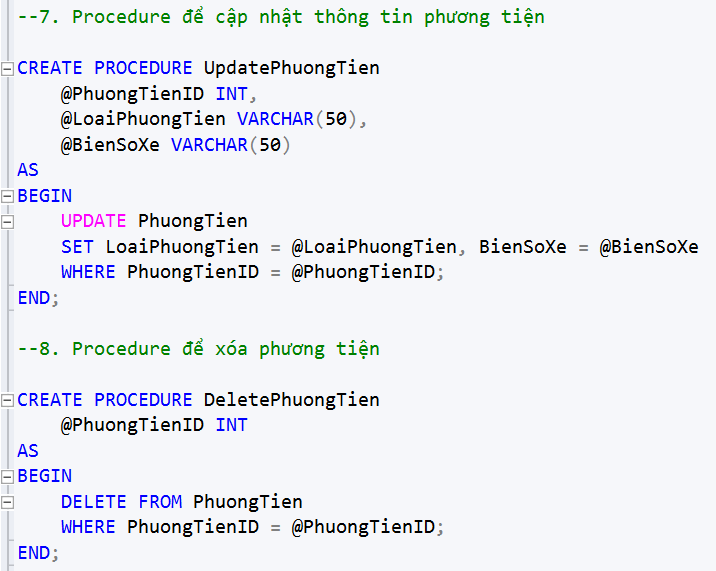 --7. Procedure để cập nhật thông tin phương tiện
CREATE PROCEDURE UpdatePhuongTien
@PhuongTienID INT,
@LoaiPhuongTien VARCHAR(50),
@BienSoXe VARCHAR(50)
AS
BEGIN
UPDATE PhuongTien
SET LoaiPhuongTien = @LoaiPhuongTien, BienSoXe = @BienSoXe
WHERE PhuongTienID = @PhuongTienID;
END;
--8. Procedure để xóa phương tiện
CREATE PROCEDURE DeletePhuongTien
@PhuongTienID INT
AS
BEGIN
DELETE FROM PhuongTien
WHERE PhuongTienID = @PhuongTienID;
END;